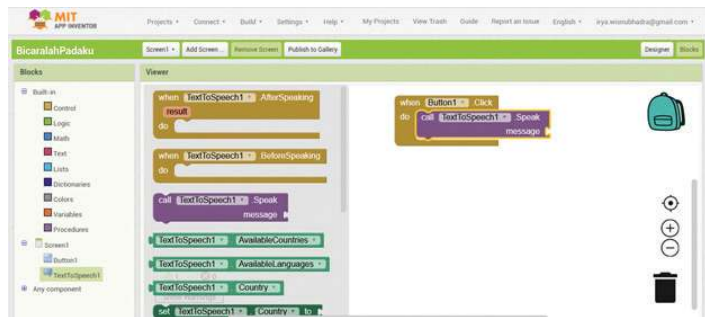 MIT
APP INVENTOR
Projects Connect Build Settings Help My Projects View Trash Guide Report an Issue English irya.wisnubhadra@gmail.com
BicaralahPadaku
Screen1 Add Screen ... Remove Screen Publish to Gallery
Designer Blocks
Blocks
Viewer
Built-in
Control
Logic
Math
Text
Lists
Dictionaries
Colors
Variables
Procedures
Screen1
Button1
TextToSpeech1
Any component
when TextToSpeech1 .AfterSpeaking
result
do
when TextToSpeech1 .BeforeSpeaking
do
call TextToSpeech1 .Speak
message
TextToSpeech1 . AvailableCountries
TextToSpeech1 . AvailableLanguages
TextToSpeech1 . Country
set TextToSpeech1 . Country to
when Button1 .Click
do call TextToSpeech1 .Speak
message